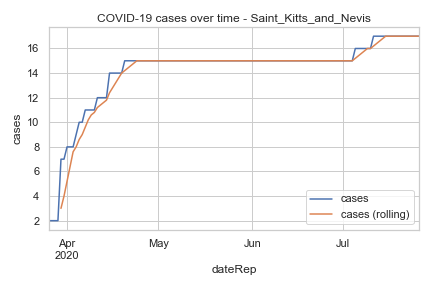 COVID-19 cases over time - Saint_Kitts_and_Nevis
cases
16
14
12
10
8
6
4
2
cases
cases (rolling)
Apr
2020
May
Jun
Jul
dateRep